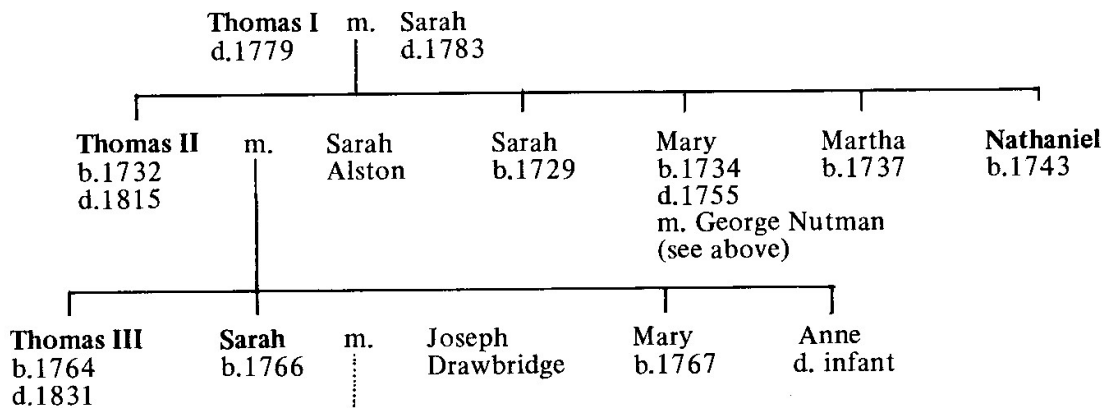 Thomas I m. Sarah
d.1779 d.1783
Thomas II m. Sarah Sarah Mary Martha Nathaniel
b.1732 Alston b.1729 b.1734 b.1737 b.1743
d.1815 d.1755
m. George Nutman
(see above)
Thomas III Sarah m. Joseph Mary Anne
b.1764 b.1766 Drawbridge b.1767 d. infant
d.1831